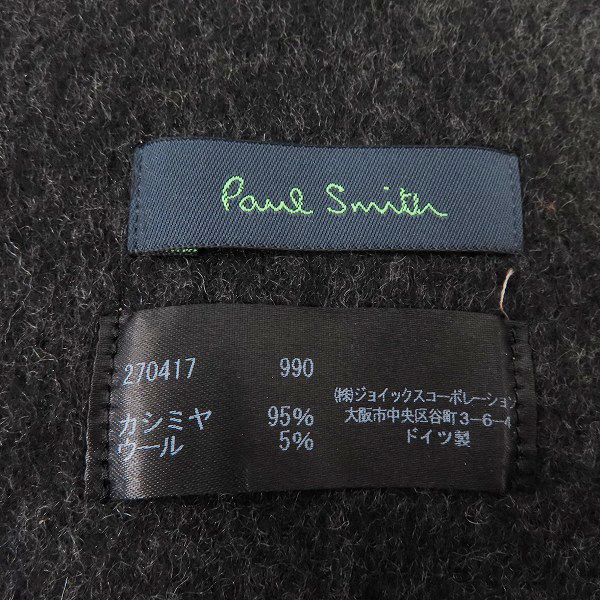 Paul Smith
270417 990
(株)ジョイックスコーポレーション
カシミヤ 95%
大阪市中央区谷町3-6-4
ウール 5%
ドイツ製